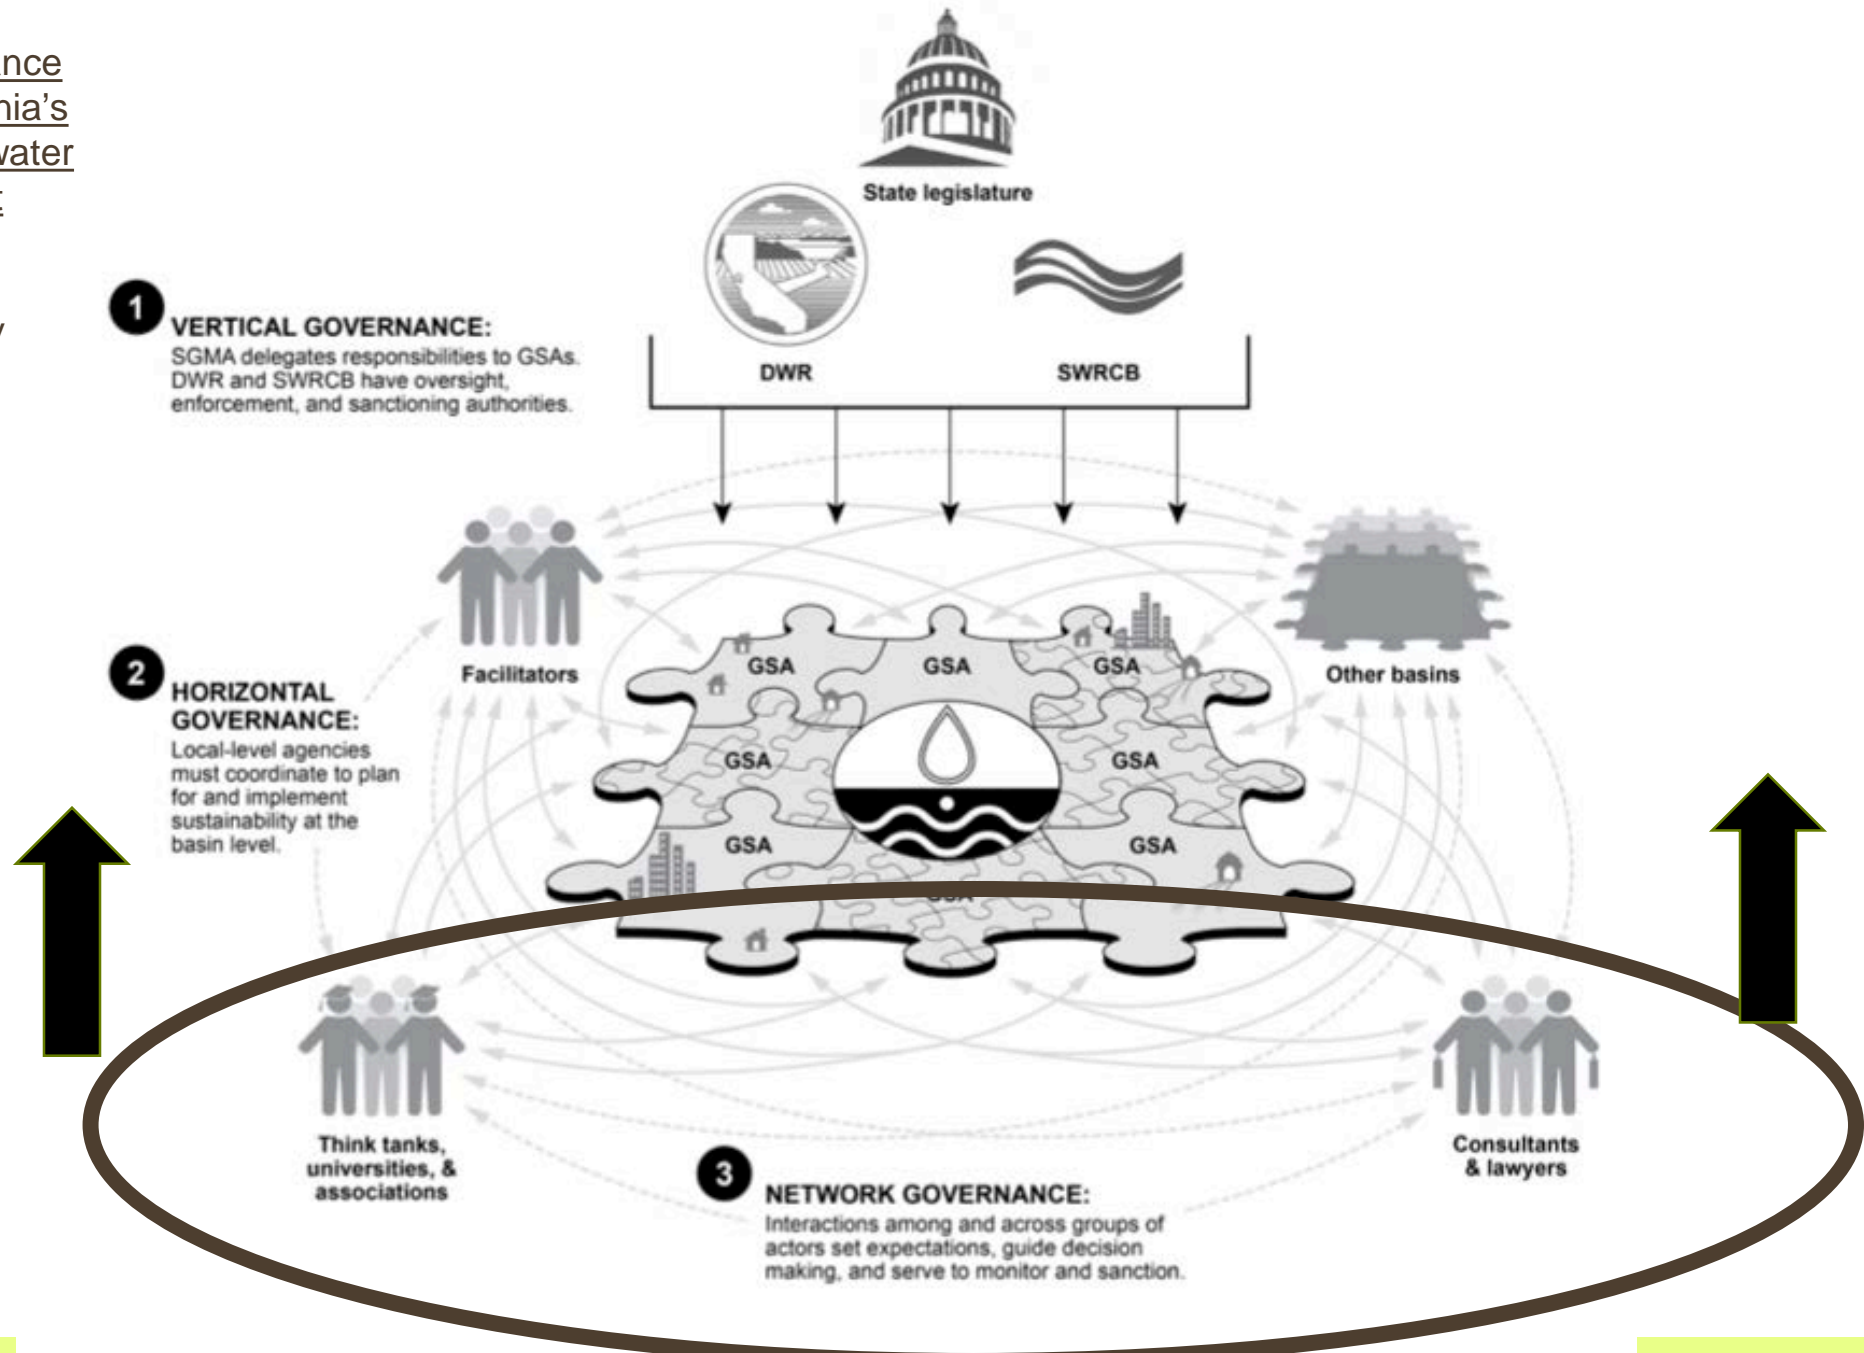 ance
nia's
water
State legislature
1
VERTICAL GOVERNANCE:
SGMA delegates responsibilities to GSAs.
DWR and SWRCB have oversight,
enforcement, and sanctioning authorities.
DWR
SWRCB
Facilitators
Other basins
2
HORIZONTAL
GOVERNANCE:
Local-level agencies
must coordinate to plan
for and implement
sustainability at the
basin level.
GSA
GSA
GSA
GSA
GSA
GSA
GSA
GSA
Think tanks,
universities, &
associations
Consultants
& lawyers
3
NETWORK GOVERNANCE:
Interactions among and across groups of
actors set expectations, guide decision
making, and serve to monitor and sanction.